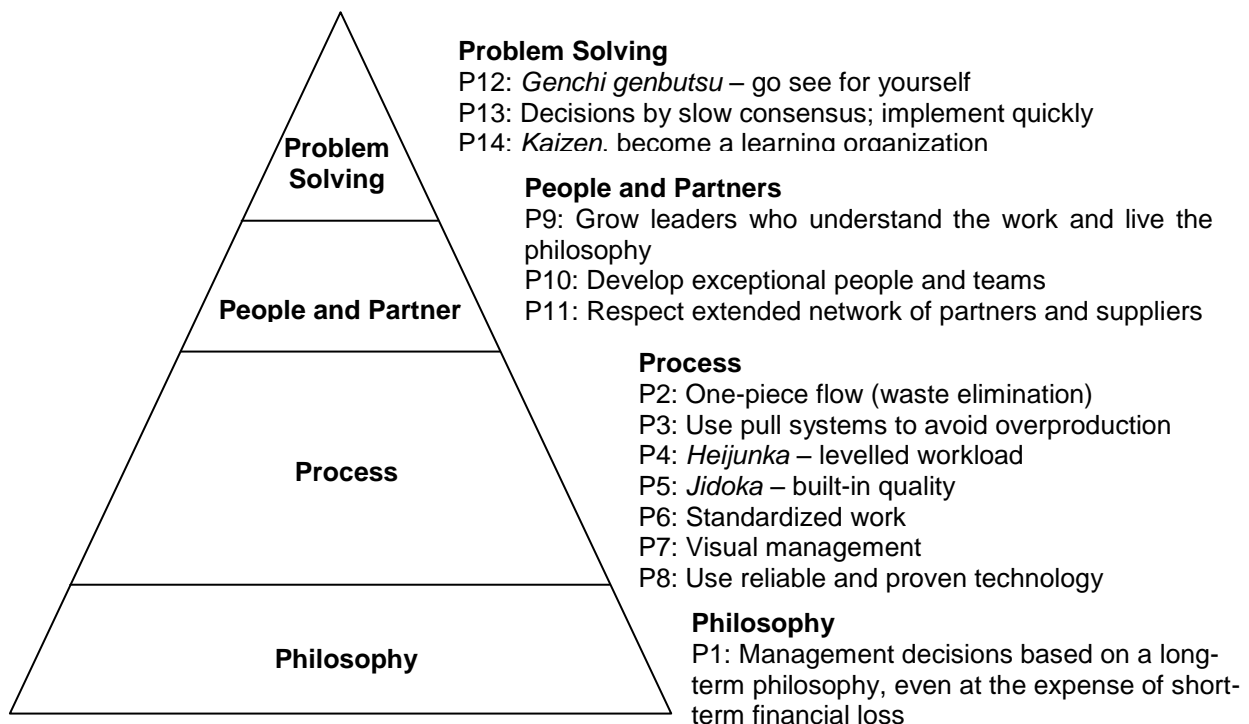 Problem Solving
P12: Genchi genbutsu – go see for yourself
P13: Decisions by slow consensus; implement quickly
P14: Kaizen, become a learning organization
Problem
Solving
People and Partners
P9: Grow leaders who understand the work and live the
philosophy
P10: Develop exceptional people and teams
P11: Respect extended network of partners and suppliers
People and Partner
Process
P2: One-piece flow (waste elimination)
P3: Use pull systems to avoid overproduction
P4: Heijunka – levelled workload
P5: Jidoka – built-in quality
P6: Standardized work
P7: Visual management
P8: Use reliable and proven technology
Process
Philosophy
P1: Management decisions based on a long-
term philosophy, even at the expense of short-
term financial loss
Philosophy